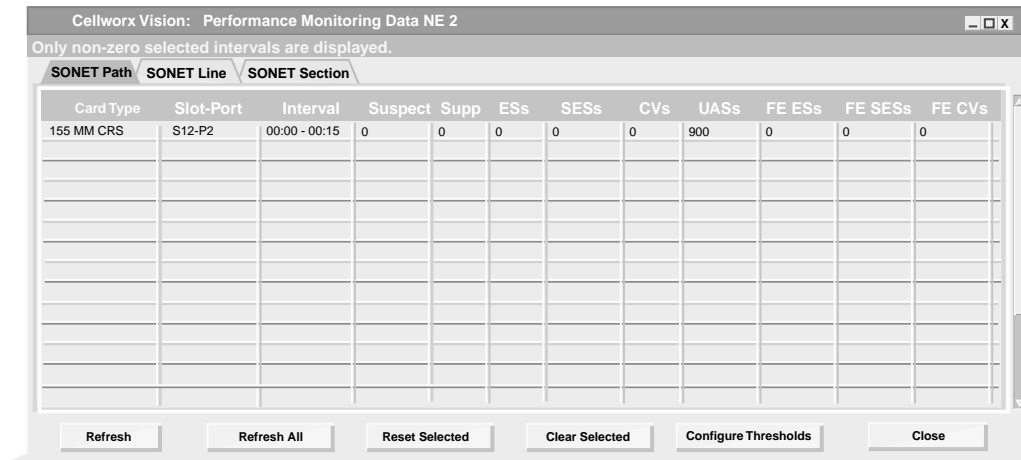 Cellworx Vision: Performance Monitoring Data NE 2
Only non-zero selected intervals are displayed.
SONET Path SONET Line SONET Section
Card Type Slot-Port Interval Suspect Supp ESs SESs CVs UASs FE ESs FE SESs FE CVs
155 MM CRS S12-P2 00:00 - 00:15 0 0 0 0 0 900 0 0 0
Refresh Refresh All Reset Selected Clear Selected Configure Thresholds Close